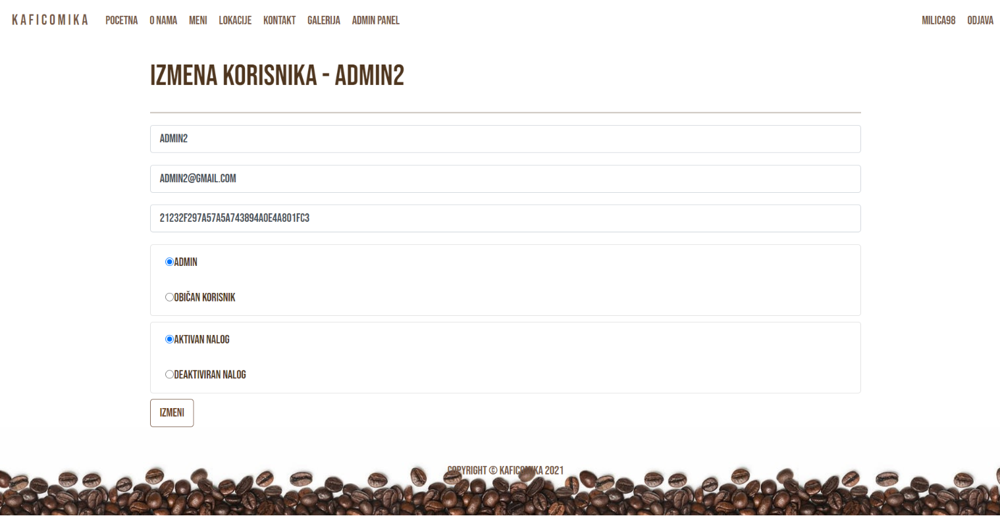 KAFICOMIKA POCETNA O NAMA MENI LOKACIJE KONTAKT GALERIJA ADMIN PANEL MILICA98 ODJAVA
IZMENA KORISNIKA - ADMIN2
ADMIN2
ADMIN2@GMAIL.COM
21232F297A57A5A743894A0E4A801FC3
ADMIN
OBIČAN KORISNIK
AKTIVAN NALOG
DEAKTIVIRAN NALOG
IZMENI
COPYRIGHT © KAFICOMIKA 2021